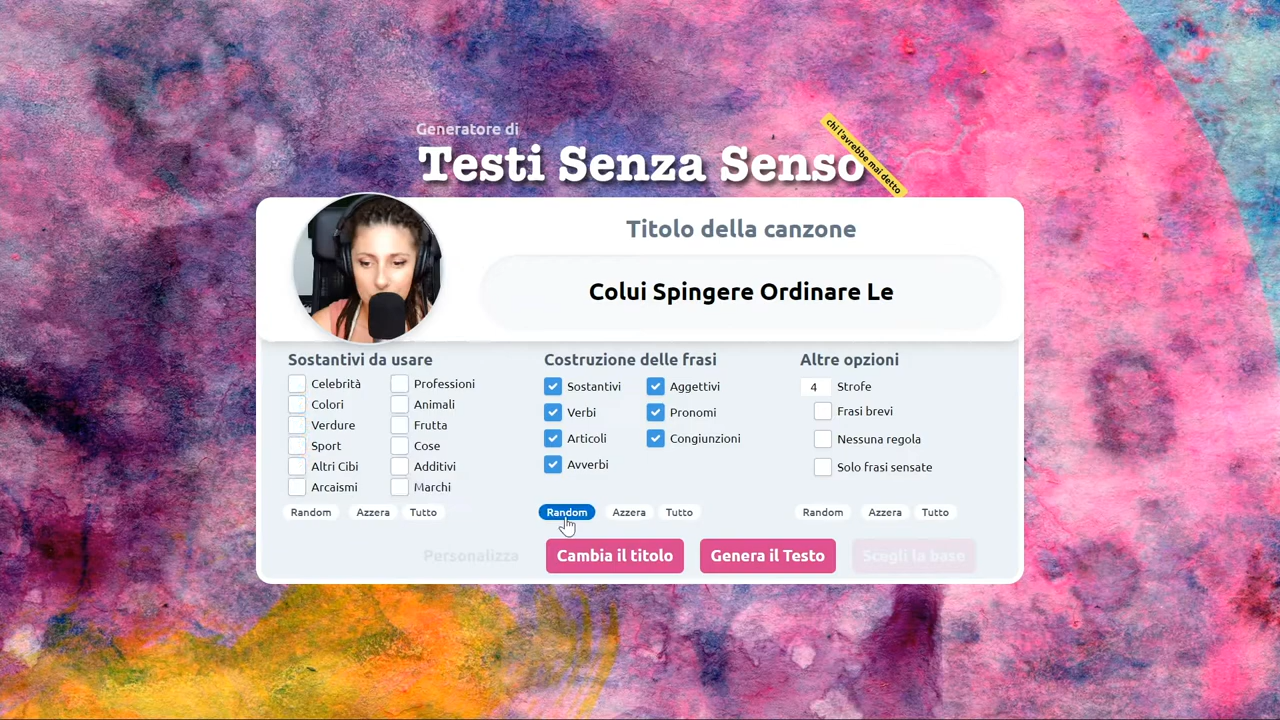 Generatore di
Testi Senza Senso
chi l'avrebbe mai detto
Titolo della canzone
Colui Spingere Ordinare Le
Sostantivi da usare
Celebrità
Professioni
Colori
Animali
Verdure
Frutta
Sport
Cose
Altri Cibi
Additivi
Arcaismi
Marchi
Random
Azzera
Tutto
Costruzione delle frasi
Sostantivi
Aggettivi
Verbi
Pronomi
Articoli
Congiunzioni
Avverbi
Random
Azzera
Tutto
Altre opzioni
4 Strofe
Frasi brevi
Nessuna regola
Solo frasi sensate
Random
Azzera
Tutto
Personalizza
Cambia il titolo
Genera il Testo
Scegli la base